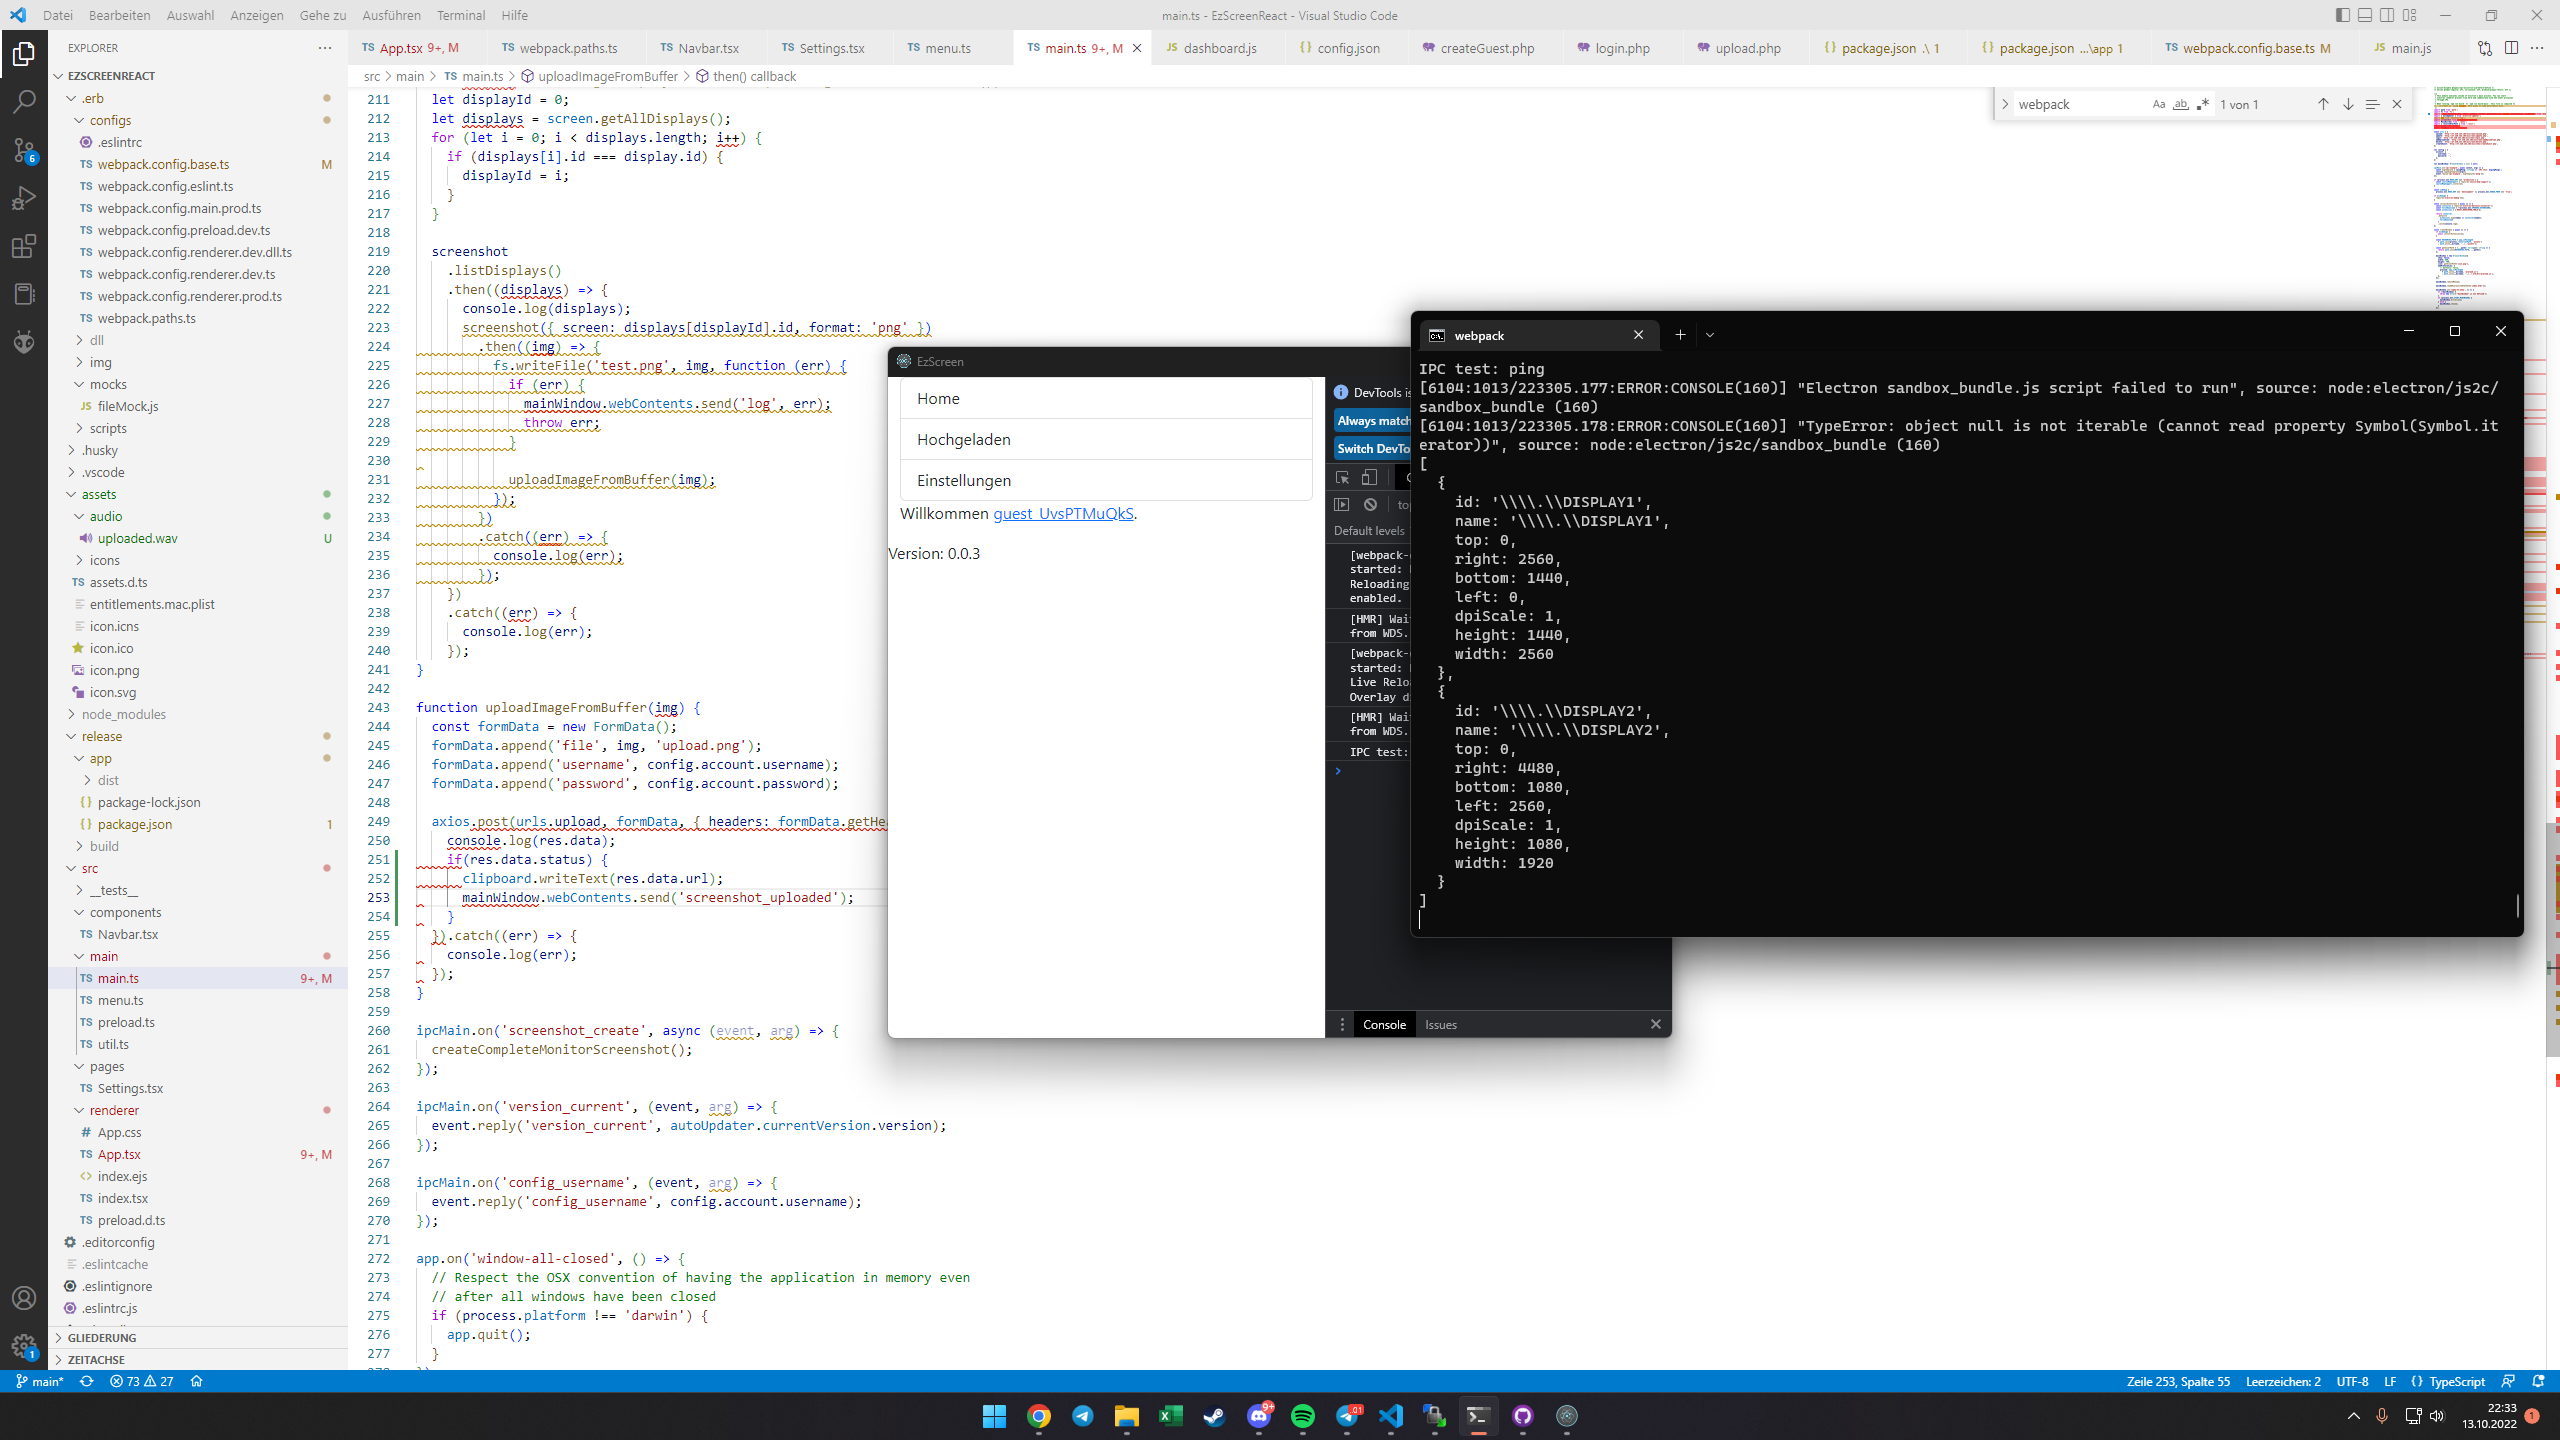 Datei Bearbeiten Auswahl Anzeigen Gehe zu Ausführen Terminal Hilfe
main.ts - EzScreenReact - Visual Studio Code
EXPLORER
App.tsx 9+, M
webpack.paths.ts
Navbar.tsx
Settings.tsx
menu.ts
main.ts 9+, M
dashboard.js
config.json
createGuest.php
login.php
upload.php
package.json .\ 1
package.json ...\app 1
webpack.config.base.ts M
main.js
src > main > TS main.ts > uploadImageFromBuffer > then() callback
webpack
Aa ab 1 von 1
EZSCREENREACT
.erb
configs
.eslintrc
webpack.config.base.ts M
webpack.config.eslint.ts
webpack.config.main.prod.ts
webpack.config.preload.dev.ts
webpack.config.renderer.dev.dll.ts
webpack.config.renderer.dev.ts
webpack.config.renderer.prod.ts
webpack.paths.ts
dll
img
mocks
fileMock.js
scripts
.husky
.vscode
assets
audio
uploaded.wav U
icons
assets.d.ts
entitlements.mac.plist
icon.icns
icon.ico
icon.png
icon.svg
node_modules
release
app
dist
package-lock.json
package.json 1
build
src
__tests__
components
Navbar.tsx
main
main.ts 9+, M
menu.ts
preload.ts
util.ts
pages
Settings.tsx
renderer
App.css
App.tsx 9+, M
index.ejs
index.tsx
preload.d.ts
.editorconfig
.eslintcache
.eslintignore
.eslintrc.js
GLIEDERUNG
ZEITACHSE
211 let displayId = 0;
212 let displays = screen.getAllDisplays();
213 for (let i = 0; i < displays.length; i++) {
214 if (displays[i].id === display.id) {
215 displayId = i;
216 }
217 }
218
219 screenshot
220 .listDisplays()
221 .then((displays) => {
222 console.log(displays);
223 screenshot({ screen: displays[displayId].id, format: 'png' })
224 .then((img) => {
225 fs.writeFile('test.png', img, function (err) {
226 if (err) {
227 mainWindow.webContents.send('log', err);
228 throw err;
229 }
230
231 uploadImageFromBuffer(img);
232 });
233 })
234 .catch((err) => {
235 console.log(err);
236 });
237 })
238 .catch((err) => {
239 console.log(err);
240 });
241 }
242
243 function uploadImageFromBuffer(img) {
244 const formData = new FormData();
245 formData.append('file', img, 'upload.png');
246 formData.append('username', config.account.username);
247 formData.append('password', config.account.password);
248
249 axios.post(urls.upload, formData, { headers: formData.getHe
250 console.log(res.data);
251 if(res.data.status) {
252 clipboard.writeText(res.data.url);
253 mainWindow.webContents.send('screenshot_uploaded');
254 }
255 }).catch((err) => {
256 console.log(err);
257 });
258 }
259
260 ipcMain.on('screenshot_create', async (event, arg) => {
261 createCompleteMonitorScreenshot();
262 });
263
264 ipcMain.on('version_current', (event, arg) => {
265 event.reply('version_current', autoUpdater.currentVersion.version);
266 });
267
268 ipcMain.on('config_username', (event, arg) => {
269 event.reply('config_username', config.account.username);
270 });
271
272 app.on('window-all-closed', () => {
273 // Respect the OSX convention of having the application in memory even
274 // after all windows have been closed
275 if (process.platform !== 'darwin') {
276 app.quit();
277 }
EzScreen
Home
Hochgeladen
Einstellungen
Willkommen guest_UvsPTMuQkS.
Version: 0.0.3
DevTools is
Always match
Switch DevTo
top
Default levels
[webpack-
started:
Reloading
enabled.
[HMR] Wai
from WDS.
[webpack-
started:
Live Relo
Overlay d
[HMR] Wai
from WDS.
IPC test:
Console Issues
webpack
IPC test: ping
[6104:1013/223305.177:ERROR:CONSOLE(160)] "Electron sandbox_bundle.js script failed to run", source: node:electron/js2c/
sandbox_bundle (160)
[6104:1013/223305.178:ERROR:CONSOLE(160)] "TypeError: object null is not iterable (cannot read property Symbol(Symbol.it
erator))", source: node:electron/js2c/sandbox_bundle (160)
[
{
id: '\\\\.\\DISPLAY1',
name: '\\\\.\\DISPLAY1',
top: 0,
right: 2560,
bottom: 1440,
left: 0,
dpiScale: 1,
height: 1440,
width: 2560
},
{
id: '\\\\.\\DISPLAY2',
name: '\\\\.\\DISPLAY2',
top: 0,
right: 4480,
bottom: 1080,
left: 2560,
dpiScale: 1,
height: 1080,
width: 1920
}
]
main* 73 27
Zeile 253, Spalte 55 Leerzeichen: 2 UTF-8 LF {} TypeScript
22:33
13.10.2022